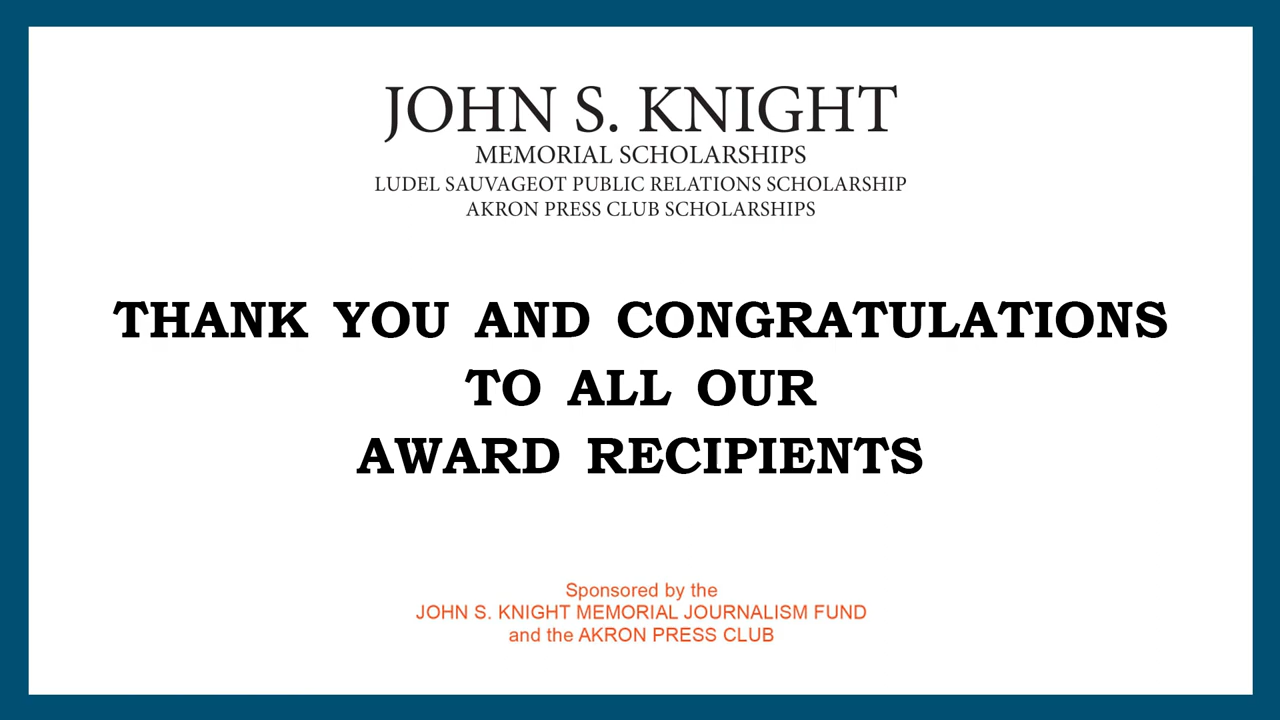 JOHN S. KNIGHT
MEMORIAL SCHOLARSHIPS
LUDEL SAUVAGEOT PUBLIC RELATIONS SCHOLARSHIP
AKRON PRESS CLUB SCHOLARSHIPS
THANK YOU AND CONGRATULATIONS
TO ALL OUR
AWARD RECIPIENTS
Sponsored by the
JOHN S. KNIGHT MEMORIAL JOURNALISM FUND
and the AKRON PRESS CLUB